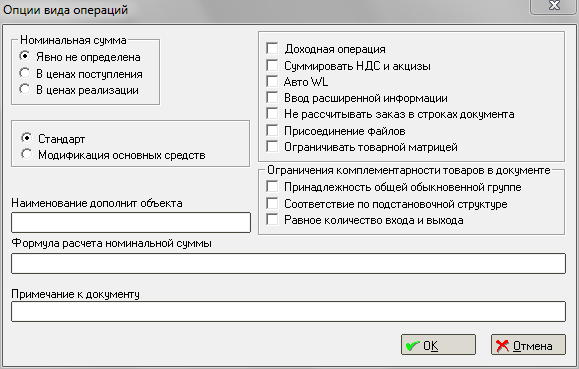 Опции вида операций
Номинальная сумма
Явно не определена
В ценах поступления
В ценах реализации
Стандарт
Модификация основных средств
Доходная операция
Суммировать НДС и акцизы
Авто WL
Ввод расширенной информации
Не рассчитывать заказ в строках документа
Присоединение файлов
Ограничивать товарной матрицей
Ограничения комплементарности товаров в документе
Принадлежность общей обыкновенной группе
Соответствие по подстановочной структуре
Равное количество входа и выхода
Наименование дополнит объекта
Формула расчета номинальной суммы
Примечание к документу
OK
Отмена